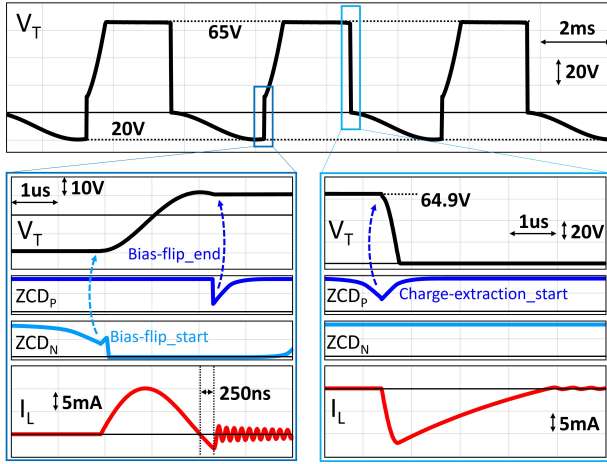 V_T
65V
2ms
20V
20V
1us
10V
V_T
Bias-flip_end
ZCD_P
Bias-flip_start
ZCD_N
5mA
250ns
I_L
64.9V
1us
20V
V_T
ZCD_P
Charge-extraction_start
ZCD_N
I_L
5mA